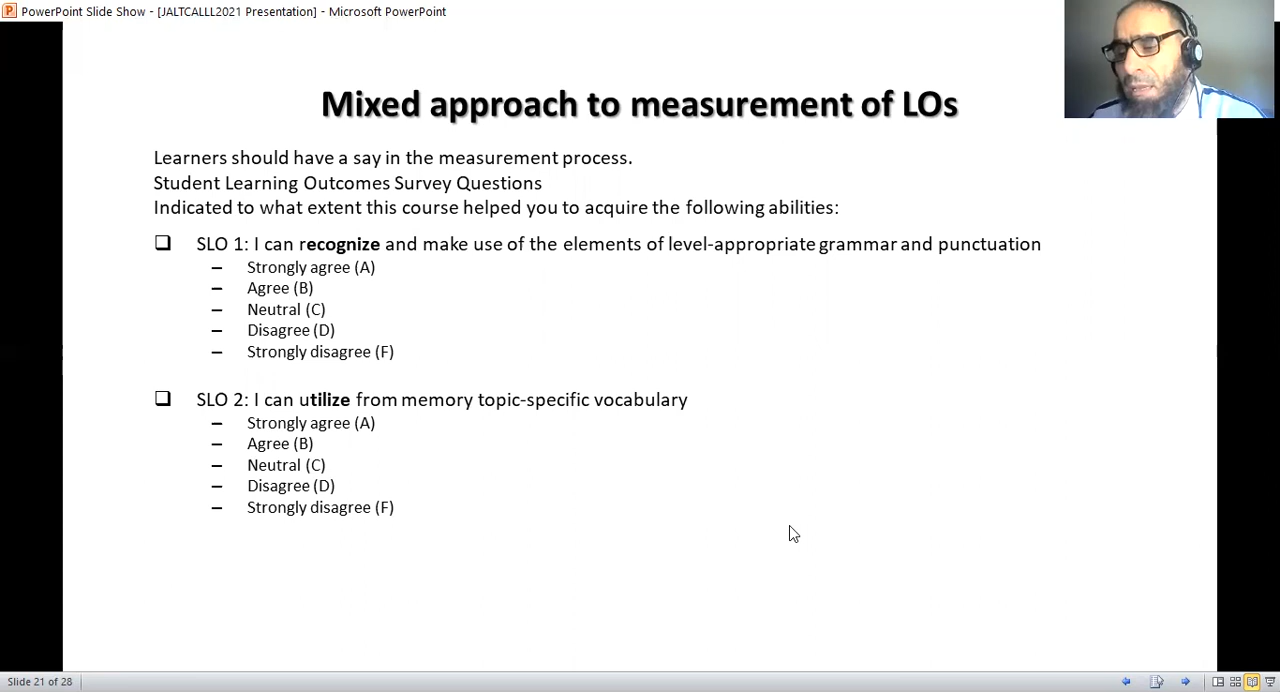 PowerPoint Slide Show - [JALTCALLL2021 Presentation] - Microsoft PowerPoint
Mixed approach to measurement of LOs
Learners should have a say in the measurement process.
Student Learning Outcomes Survey Questions
Indicated to what extent this course helped you to acquire the following abilities:
SLO 1: I can recognize and make use of the elements of level-appropriate grammar and punctuation
– Strongly agree (A)
– Agree (B)
– Neutral (C)
– Disagree (D)
– Strongly disagree (F)
SLO 2: I can utilize from memory topic-specific vocabulary
– Strongly agree (A)
– Agree (B)
– Neutral (C)
– Disagree (D)
– Strongly disagree (F)
Slide 21 of 28